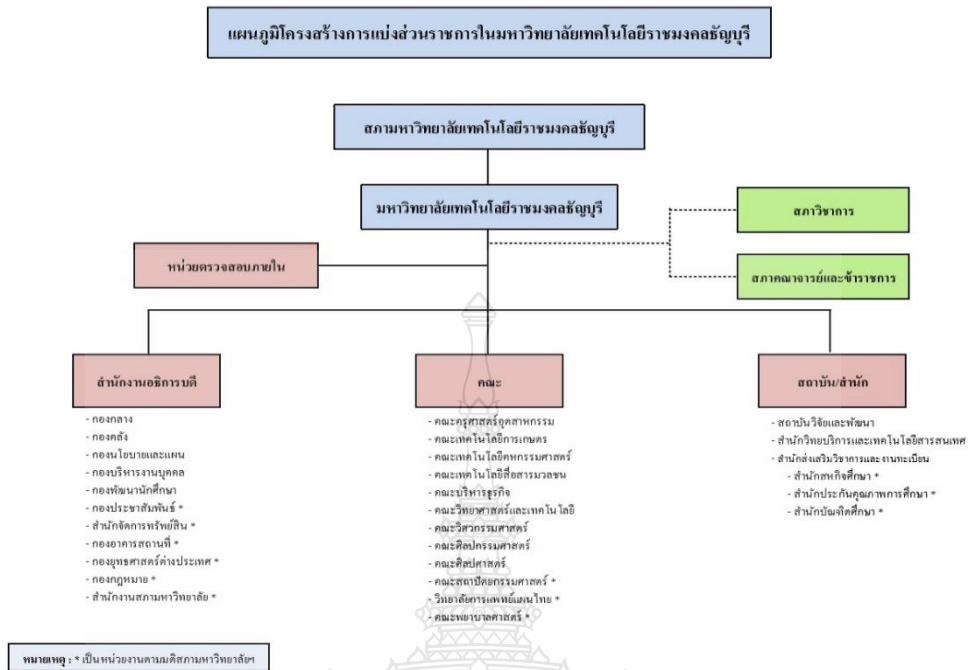 แผนภูมิโครงสร้างการแบ่งส่วนราชการในมหาวิทยาลัยเทคโนโลยีราชมงคลธัญบุรี
สภามหาวิทยาลัยเทคโนโลยีราชมงคลธัญบุรี
มหาวิทยาลัยเทคโนโลยีราชมงคลธัญบุรี
สภาวิชาการ
หน่วยตรวจสอบภายใน
สภาคณาจารย์และข้าราชการ
สำนักงานอธิการบดี
- กองกลาง
- กองคลัง
- กองนโยบายและแผน
- กองบริหารงานบุคคล
- กองพัฒนานักศึกษา
- กองประชาสัมพันธ์ *
- สำนักจัดการทรัพย์สิน *
- กองอาคารสถานที่ *
- กองยุทธศาสตร์ต่างประเทศ *
- กองกฎหมาย *
- สำนักงานสภามหาวิทยาลัย *
คณะ
- คณะครุศาสตร์อุตสาหกรรม
- คณะเทคโนโลยีการเกษตร
- คณะเทคโนโลยีคหกรรมศาสตร์
- คณะเทคโนโลยีสื่อสารมวลชน
- คณะบริหารธุรกิจ
- คณะวิทยาศาสตร์และเทคโนโลยี
- คณะวิศวกรรมศาสตร์
- คณะศิลปกรรมศาสตร์
- คณะศิลปศาสตร์
- คณะสถาปัตยกรรมศาสตร์ *
- วิทยาลัยการแพทย์แผนไทย *
- คณะพยาบาลศาสตร์ *
สถาบัน/สำนัก
- สถาบันวิจัยและพัฒนา
- สำนักวิทยบริการและเทคโนโลยีสารสนเทศ
- สำนักส่งเสริมวิชาการและงานทะเบียน
- สำนักสหกิจศึกษา *
- สำนักประกันคุณภาพการศึกษา *
- สำนักบัณฑิตศึกษา *
หมายเหตุ : * เป็นหน่วยงานตามมติสภามหาวิทยาลัยฯ